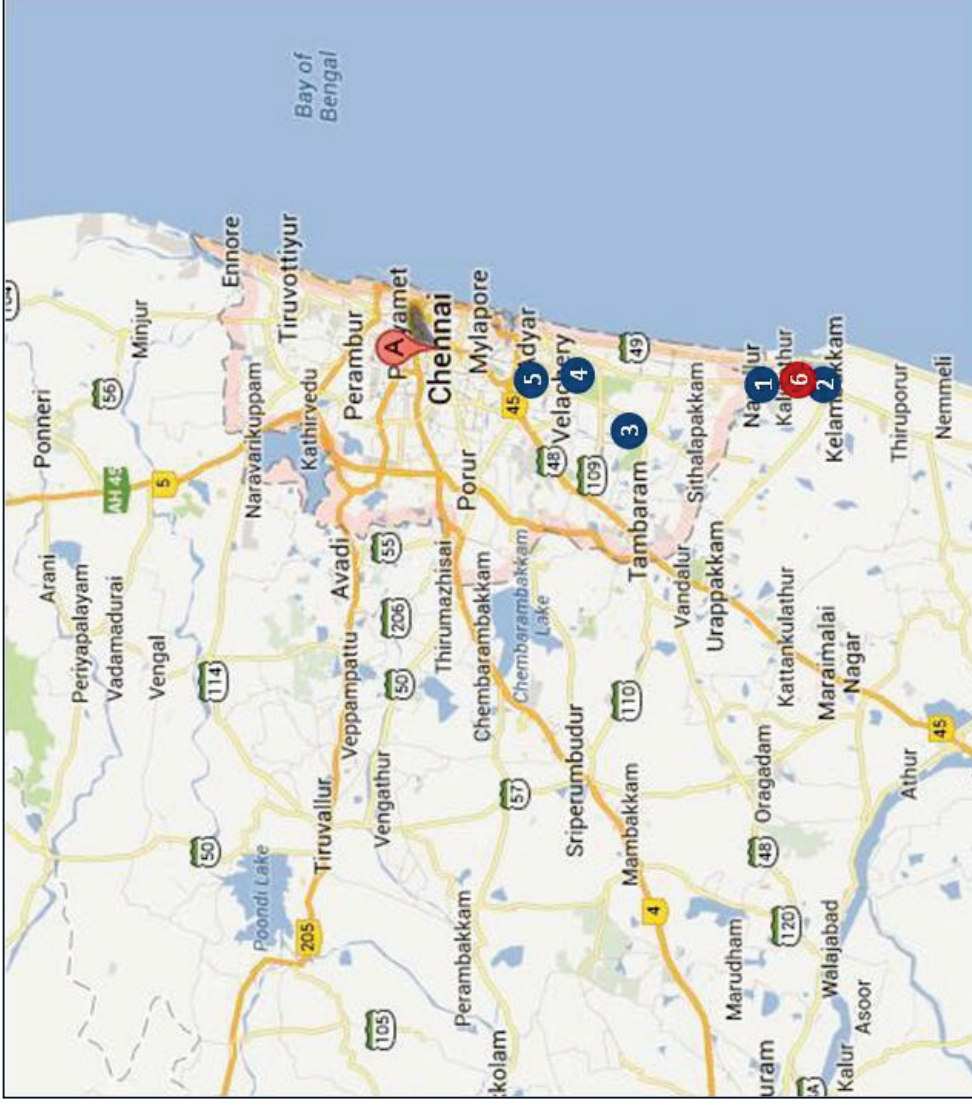 Bay of
Bengal
Ponneri
56
Minjur
Arani
AH 45
5
Ennore
Periyapalayam
Naravarikuppam
Tiruvottiyur
Vadamadurai
Kathirvedu
Vengal
114
Perambur
Avadi
55
A
Chennai
50
Veppampattu
206
Mylapore
Poondi Lake
Tiruvallur
50
Thirumazhisai
Porur
45
5
Vengathur
Chembarambakkam
Chembarambakkam
Lake
48
4
205
57
109
3
49
Perambakkam
Sriperumbudur
110
Tambaram
Sithalapakkam
105
Mambakkam
Vandalur
1
kkolam
4
Urappakkam
6
Oragadam
48
Kattankulathur
2
Marudham
120
Maraimalai
Nagar
Thiruporur
uram
Walajabad
Athur
45
Nemmeli
Kalur
Asoor